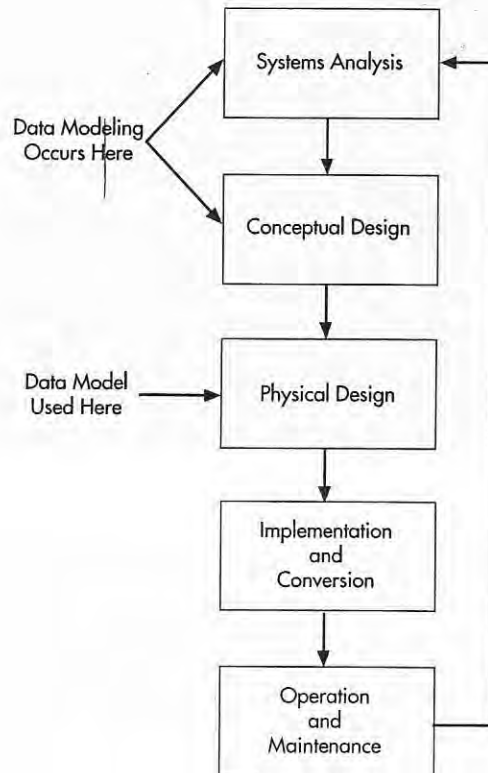 Systems Analysis
Data Modeling
Occurs Here
Conceptual Design
Data Model
Used Here
Physical Design
Implementation
and
Conversion
Operation
and
Maintenance